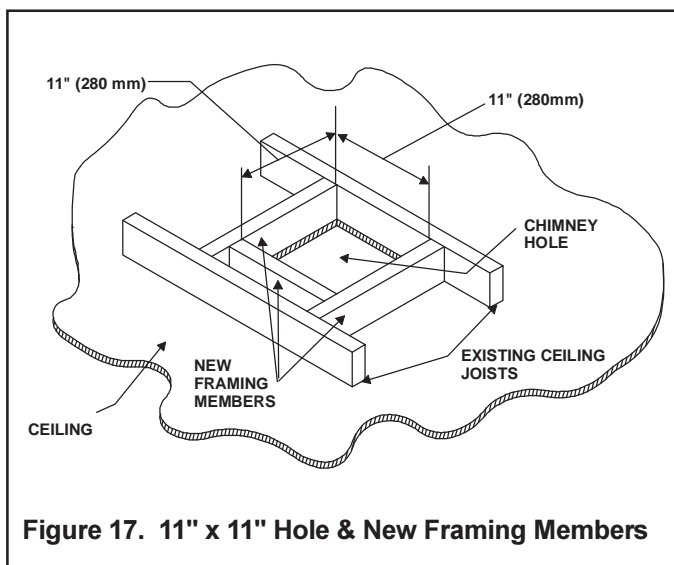 11" (280 mm)
11" (280mm)
CHIMNEY
HOLE
NEW
FRAMING
MEMBERS
EXISTING CEILING
JOISTS
CEILING
Figure 17. 11" x 11" Hole & New Framing Members